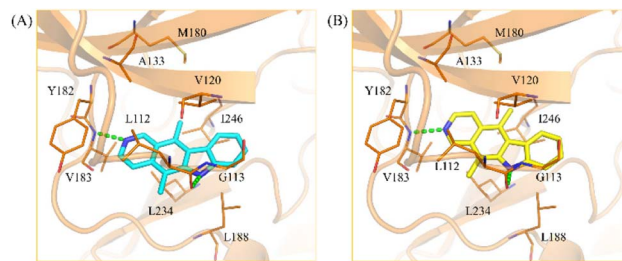 (A)
M180
A133
V120
Y182
L112
I246
V183
G113
L234
L188
(B)
M180
A133
V120
Y182
I246
L112
V183
G113
L234
L188